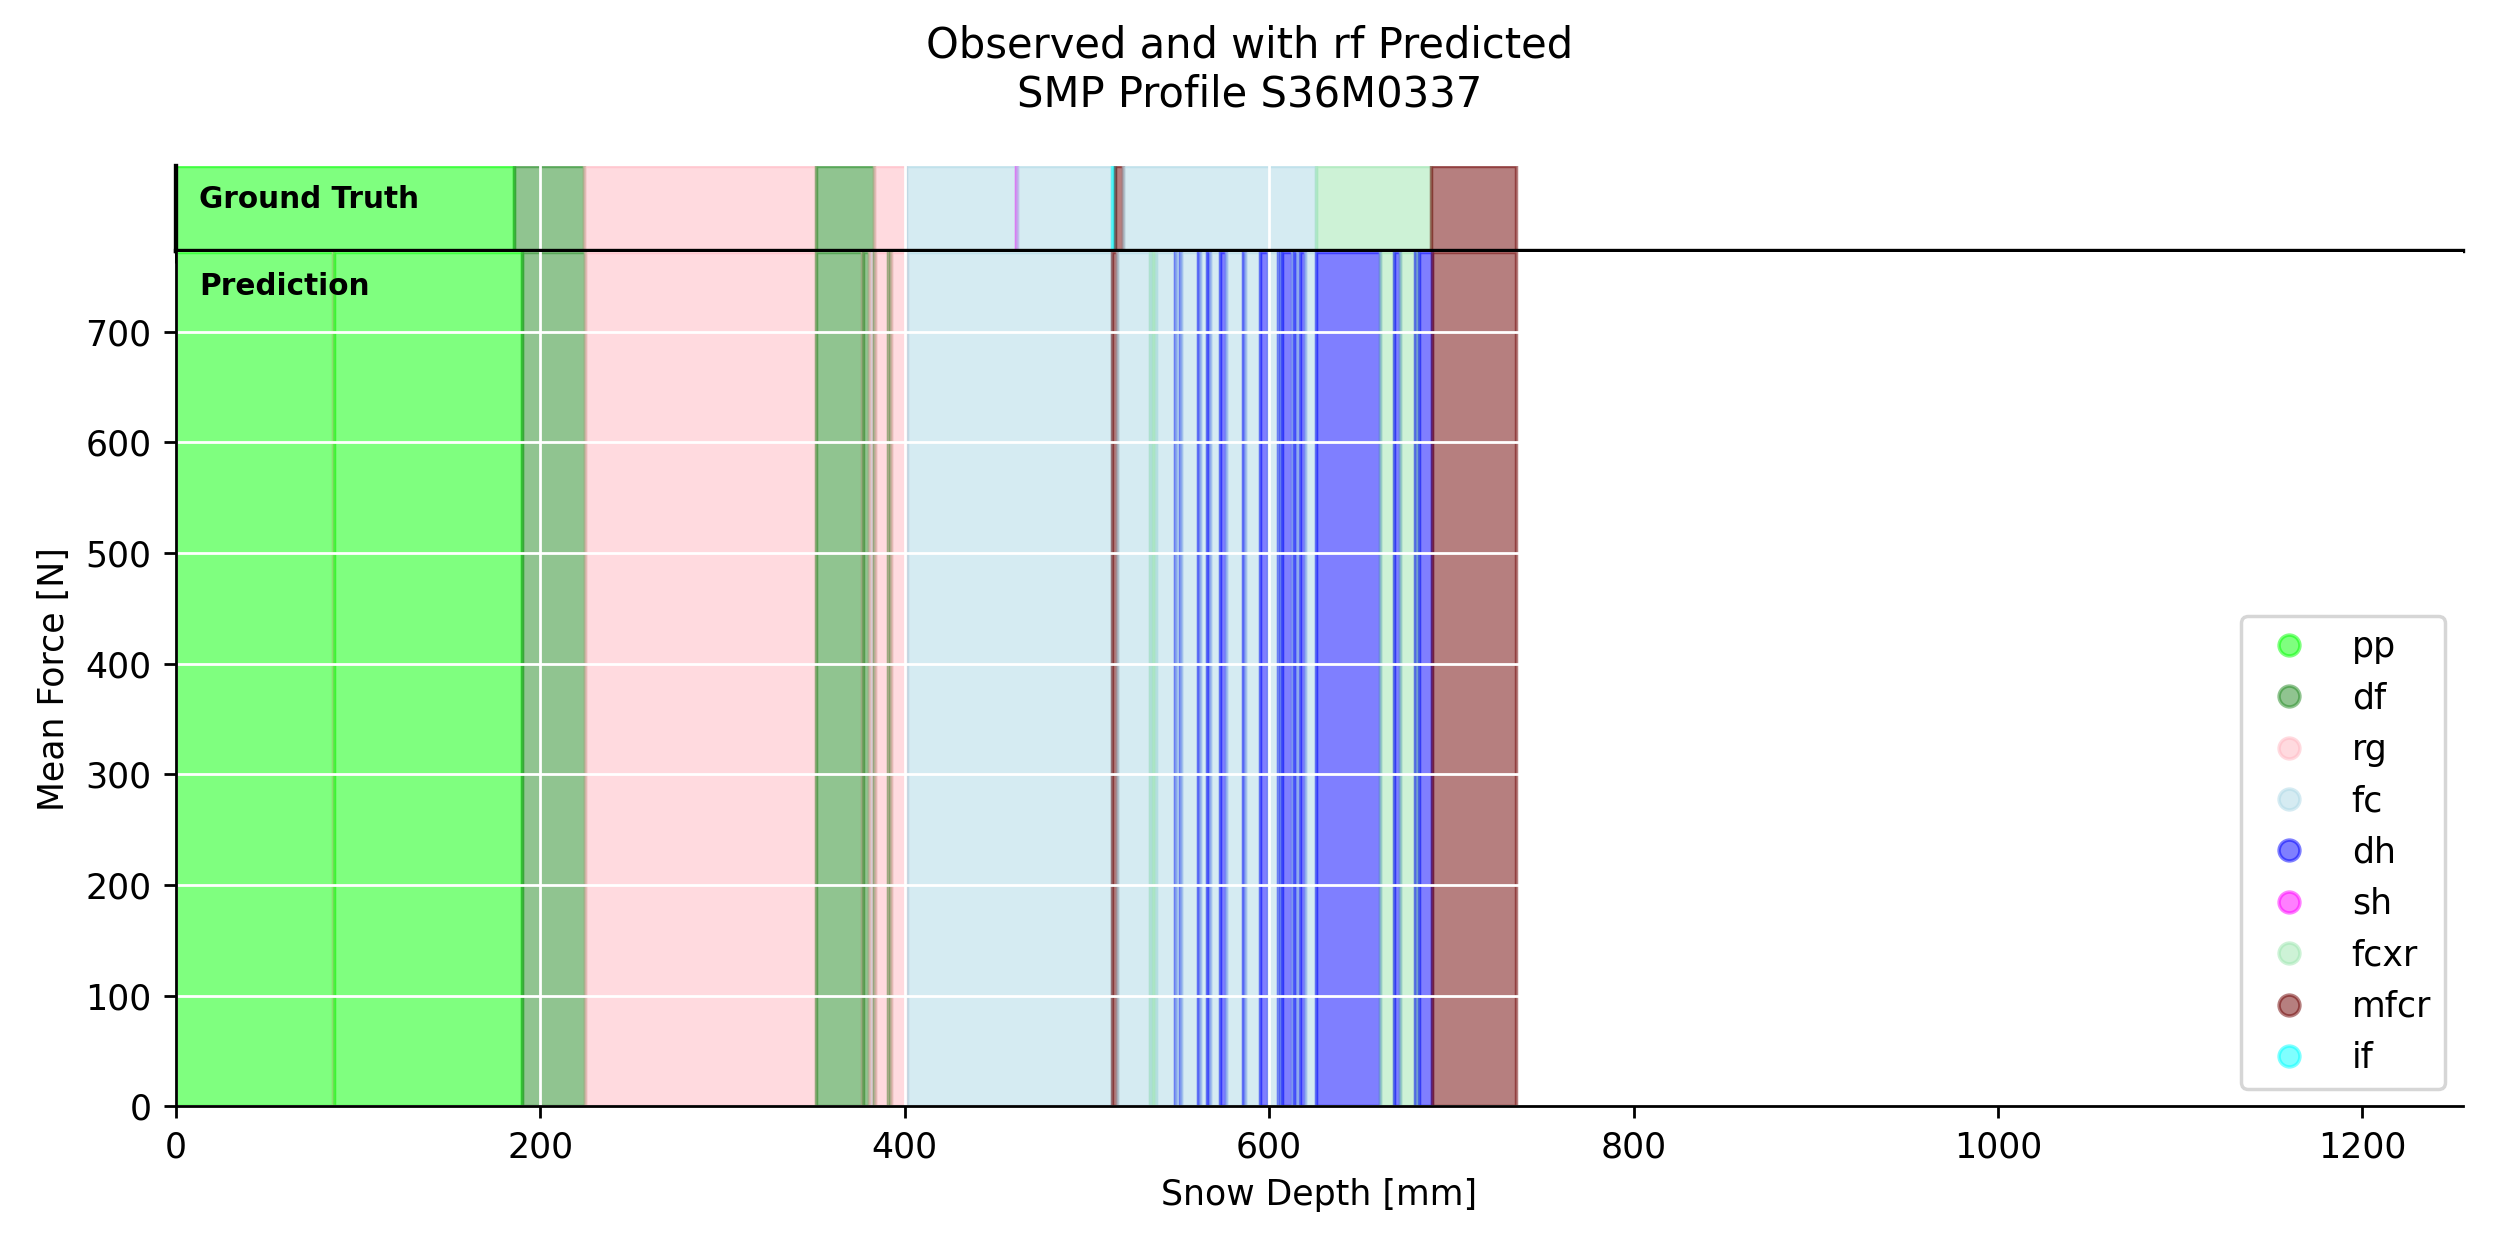 Observed and with rf Predicted
SMP Profile S36M0337
Ground Truth
Prediction
700
600
500
400
300
200
100
0
Mean Force [N]
0 200 400 600 800 1000 1200
Snow Depth [mm]
pp
df
rg
fc
dh
sh
fcxr
mfcr
if